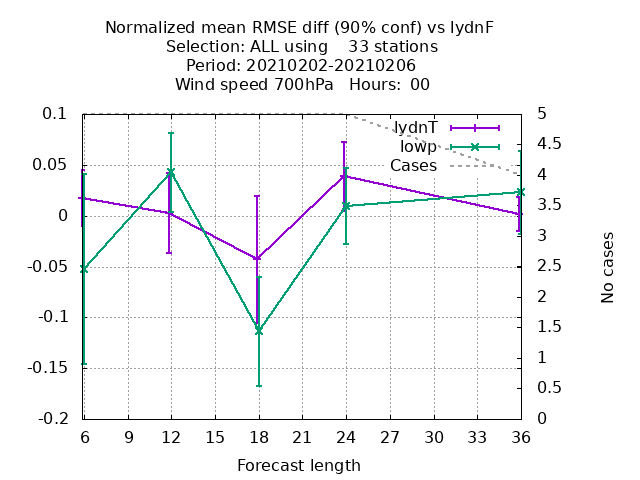 Normalized mean RMSE diff (90% conf) vs lydnF
Selection: ALL using    33 stations
Period: 20210202-20210206
Wind speed 700hPa   Hours:  00
0.1
0.05
0
-0.05
-0.1
-0.15
-0.2
lydnT
lowp
Cases
5
4.5
4
3.5
3
2.5
2
1.5
1
0.5
0
No cases
6 9 12 15 18 21 24 27 30 33 36
Forecast length